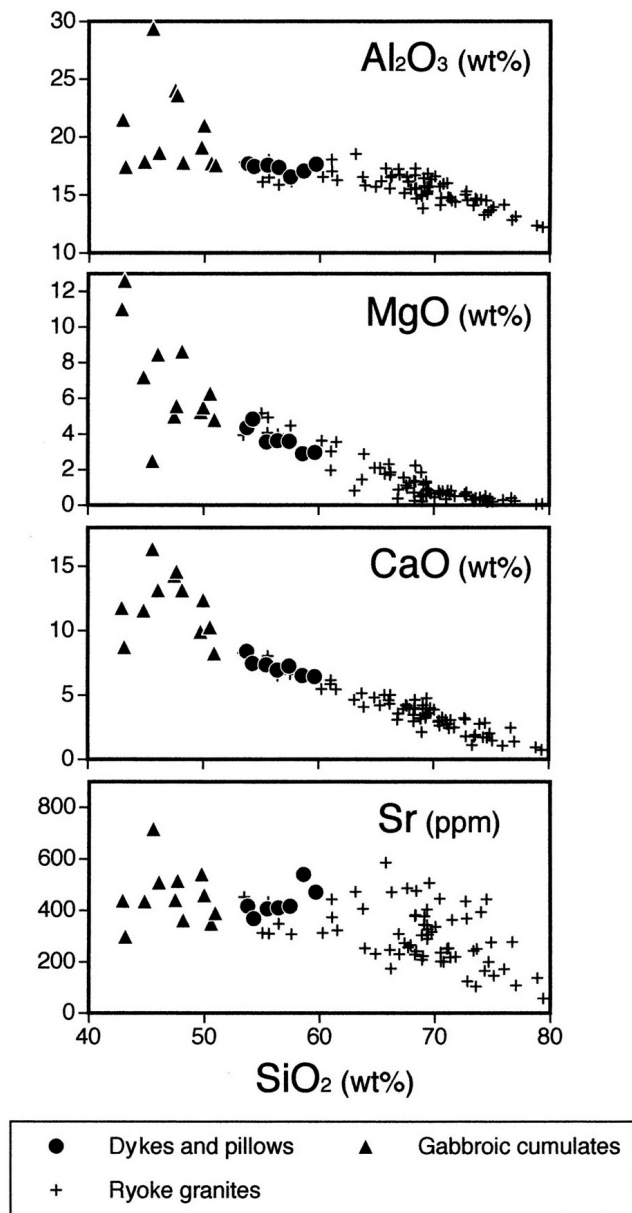 30
25
20
15
10
Al₂O₃ (wt%)
12
10
8
6
4
2
0
MgO (wt%)
15
10
5
0
CaO (wt%)
800
600
400
200
0
Sr (ppm)
40 50 60 70 80
SiO₂ (wt%)
Dykes and pillows Gabbroic cumulates
Ryoke granites